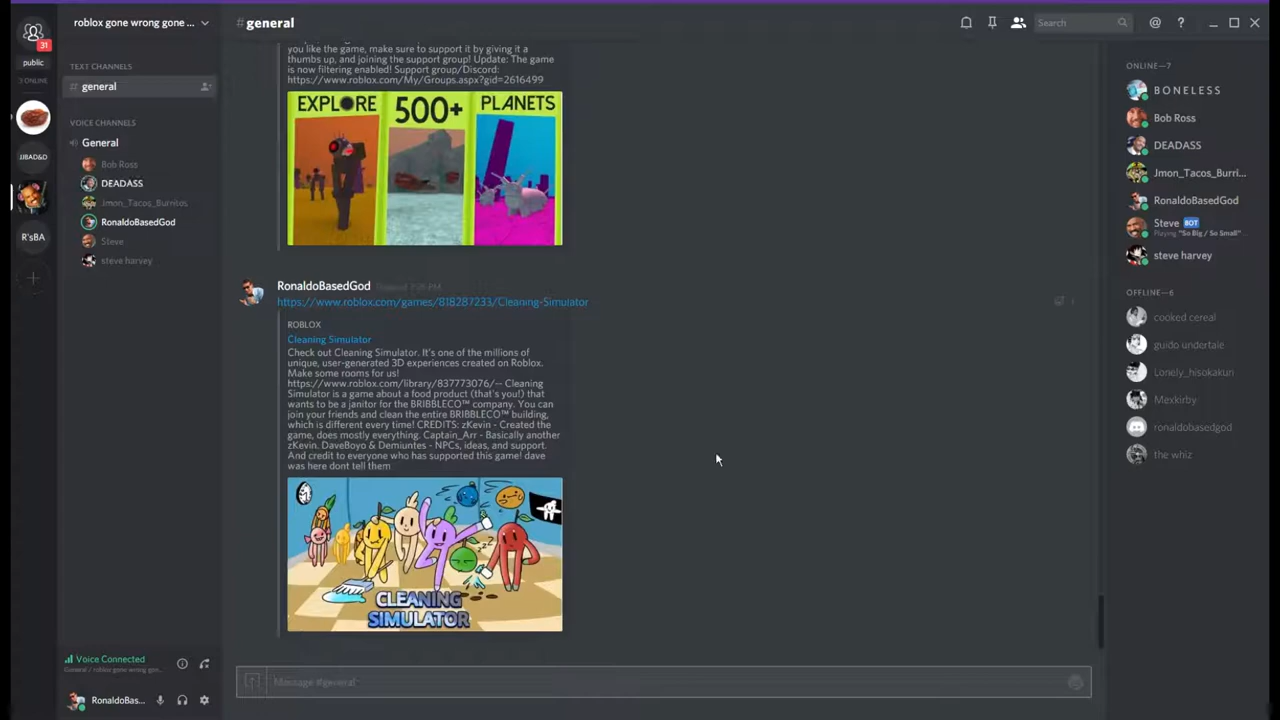 roblox gone wrong gone ...
# general
Search
31
public
3 ONLINE
JJBAD&D
R'sBA
TEXT CHANNELS
# general
VOICE CHANNELS
General
Bob Ross
DEADASS
Jmon_Tacos_Burritos
RonaldoBasedGod
Steve
steve harvey
Voice Connected
General / roblox gone wrong gon...
RonaldoBas...
you like the game, make sure to support it by giving it a
thumbs up, and joining the support group! Update: The game
is now filtering enabled! Support group/Discord:
https://www.roblox.com/My/Groups.aspx?gid=2616499
EXPLORE 500+ PLANETS
RonaldoBasedGod
https://www.roblox.com/games/818287233/Cleaning-Simulator
ROBLOX
Cleaning Simulator
Check out Cleaning Simulator. It's one of the millions of
unique, user-generated 3D experiences created on Roblox.
Make some rooms for us!
https://www.roblox.com/library/837773076/-- Cleaning
Simulator is a game about a food product (that's you!) that
wants to be a janitor for the BRIBBLECO™ company. You can
join your friends and clean the entire BRIBBLECO™ building,
which is different every time! CREDITS: zKevin - Created the
game, does mostly everything. Captain_Arr - Basically another
zKevin. DaveBoyo & Demiuntes - NPCs, ideas, and support.
And credit to everyone who has supported this game! dave
was here dont tell them
CLEANING
SIMULATOR
Message #general
ONLINE—7
BONELESS
Bob Ross
DEADASS
Jmon_Tacos_Burri...
RonaldoBasedGod
Steve BOT
Playing "So Big / So Small"
steve harvey
OFFLINE—6
cooked cereal
guido undertale
Lonely_hisokakun
Mexkirby
ronaldobasedgod
the whiz